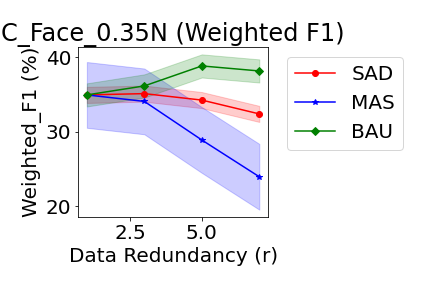 C_Face_0.35N (Weighted F1)
Weighted_F1 (%)
40
30
20
2.5 5.0
Data Redundancy (r)
SAD
MAS
BAU